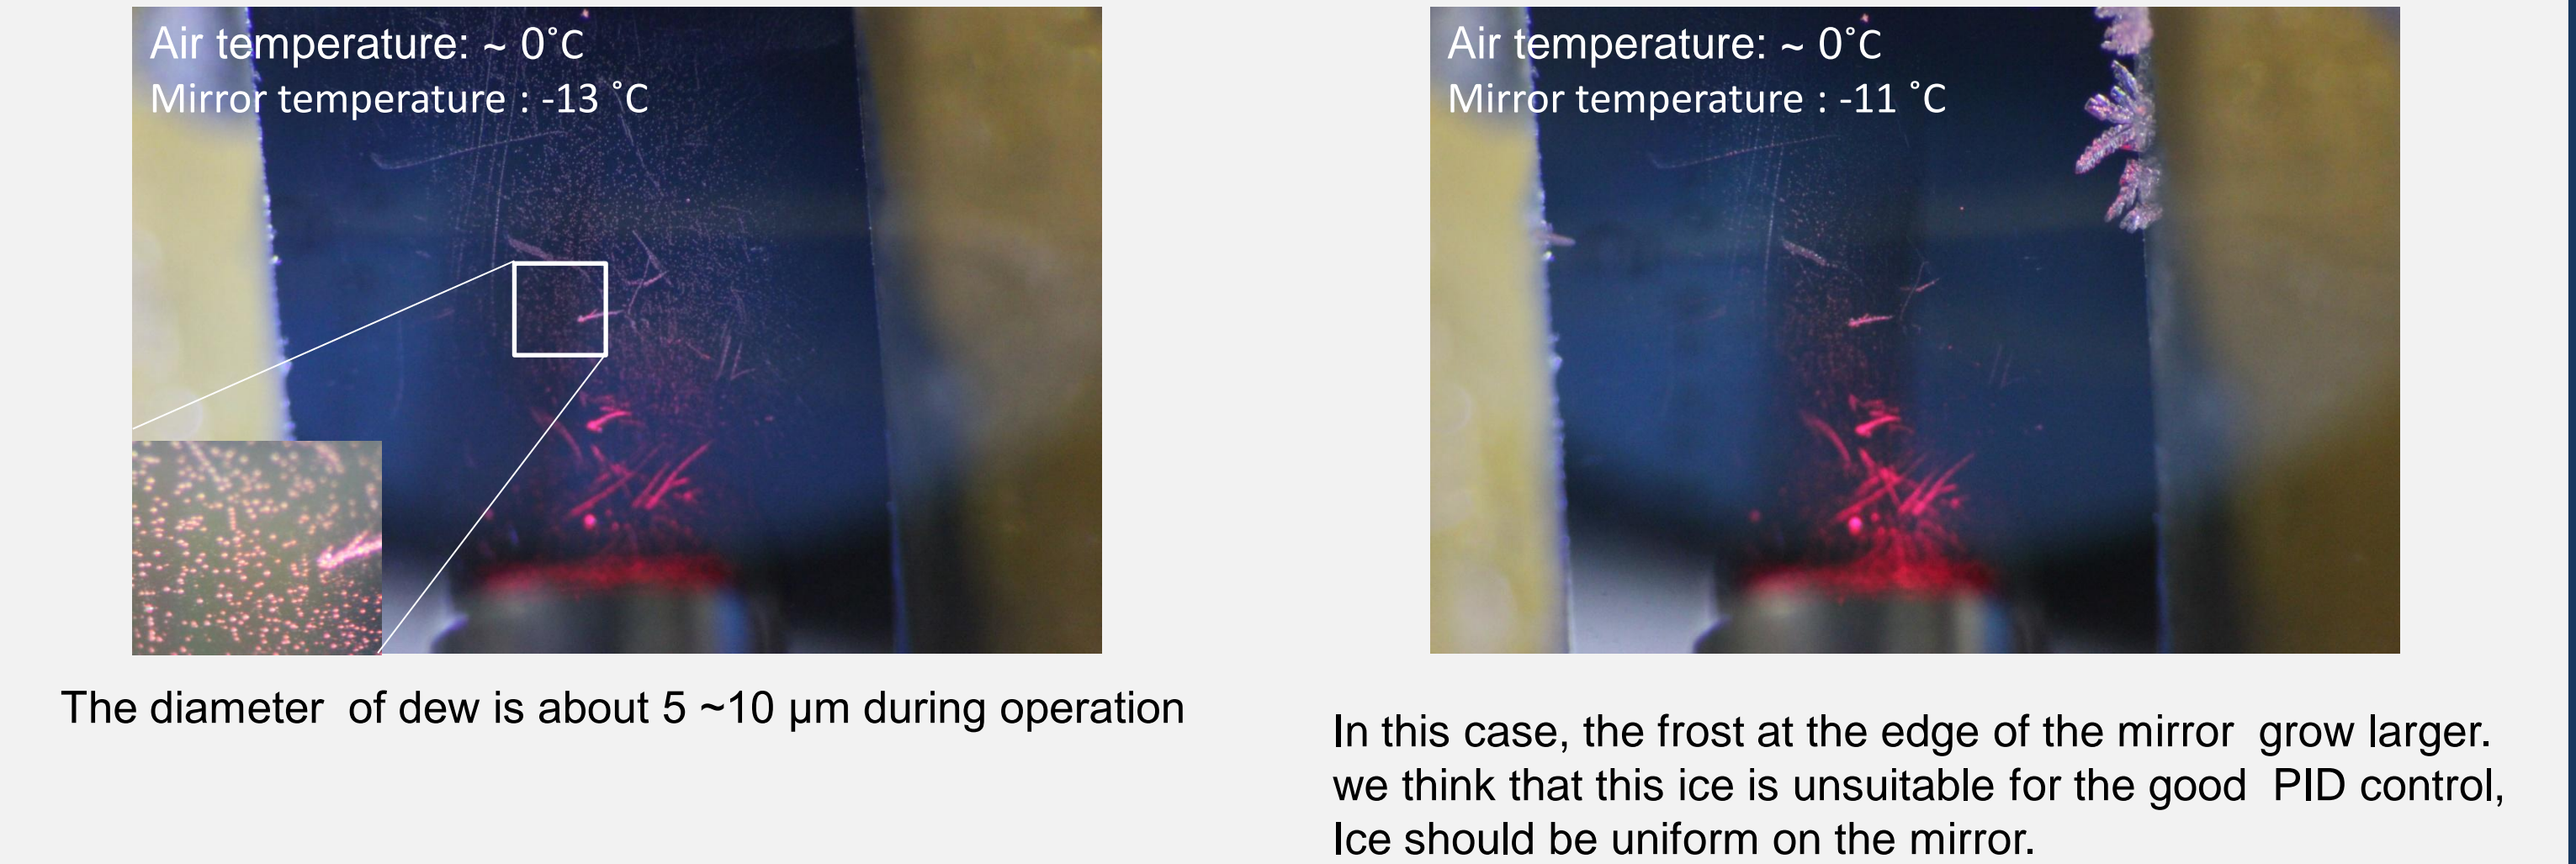 Air temperature: ~ 0˚C
Mirror temperature : -13 ˚C
Air temperature: ~ 0˚C
Mirror temperature : -11 ˚C
The diameter  of dew is about 5 ~10 μm during operation
In this case, the frost at the edge of the mirror  grow larger.
we think that this ice is unsuitable for the good  PID control,
Ice should be uniform on the mirror.